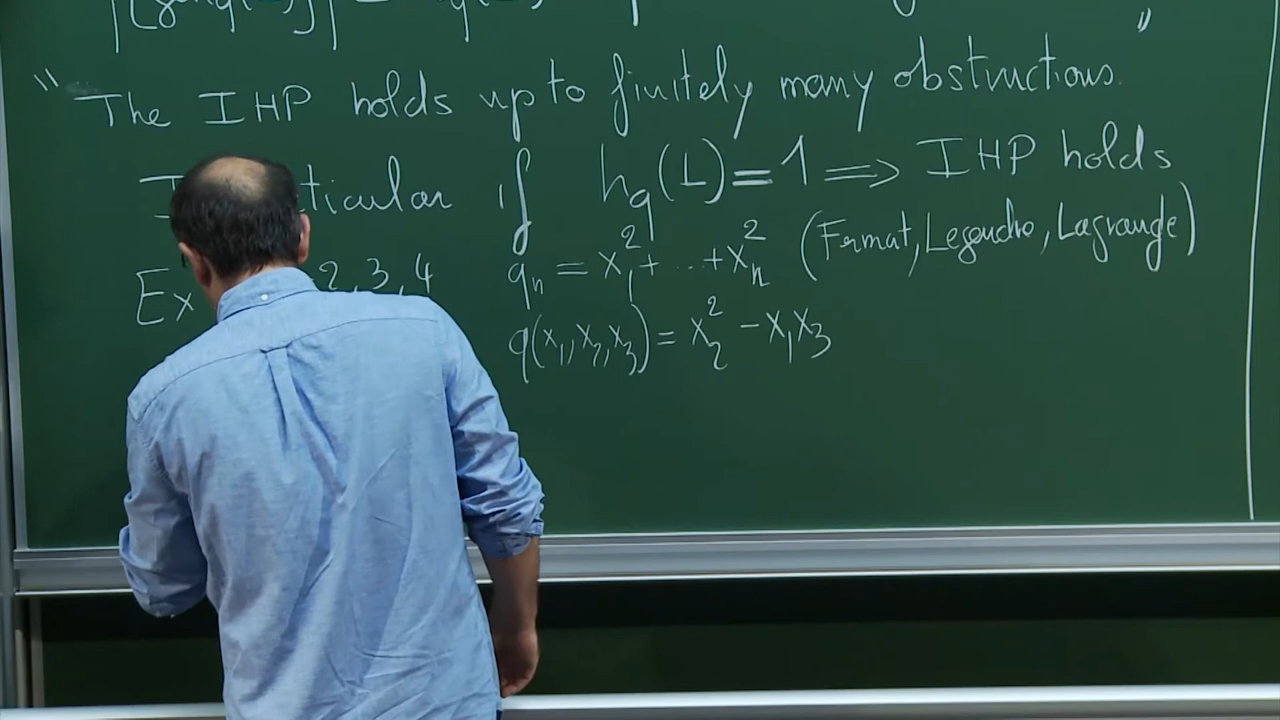 "The IHP holds up to finitely many obstructions."
I ticular if h_q(L) = 1 ⟹ IHP holds
Ex 2, 3, 4 q_n = x_1^2 + ... + x_n^2 (Fermat, Legendre, Lagrange)
q(x_1, x_2, x_3) = x_2^2 - x_1x_3